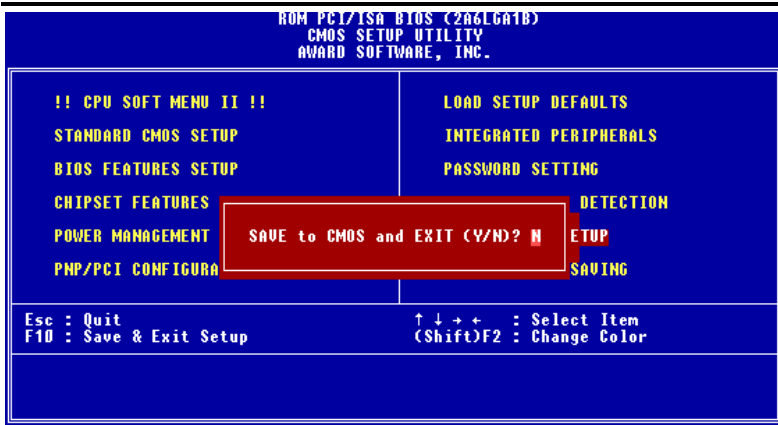 ROM PCI/ISA BIOS (2A6LGA1B)
CMOS SETUP UTILITY
AWARD SOFTWARE, INC.
!! CPU SOFT MENU II !!
STANDARD CMOS SETUP
BIOS FEATURES SETUP
CHIPSET FEATURES
POWER MANAGEMENT
PNP/PCI CONFIGURA
LOAD SETUP DEFAULTS
INTEGRATED PERIPHERALS
PASSWORD SETTING
DETECTION
ETUP
SAVING
SAVE to CMOS and EXIT (Y/N)? N
Esc : Quit
F10 : Save & Exit Setup
↑ ↓ → ← : Select Item
(Shift)F2 : Change Color